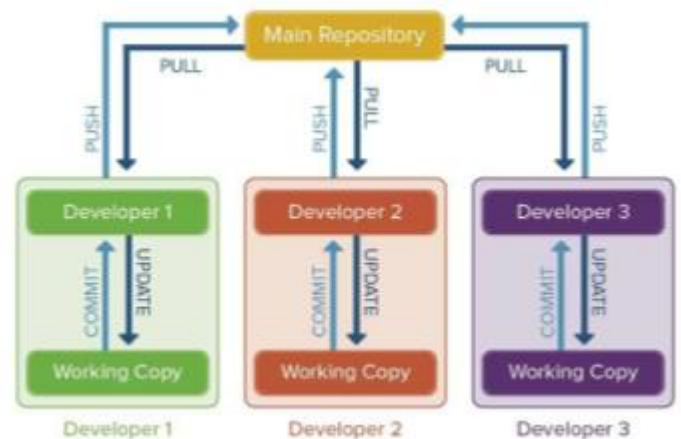 Main Repository
PULL
PULL
PUSH
PUSH
PULL
PUSH
Developer 1
Developer 2
Developer 3
COMMIT
UPDATE
COMMIT
UPDATE
COMMIT
UPDATE
Working Copy
Working Copy
Working Copy
Developer 1
Developer 2
Developer 3